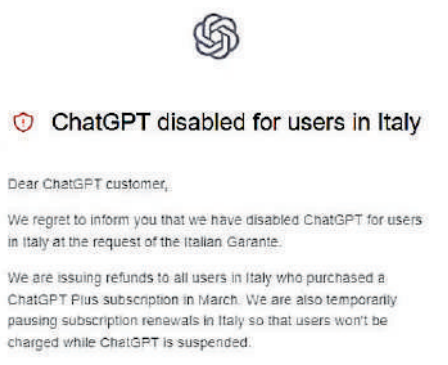 ChatGPT disabled for users in Italy
Dear ChatGPT customer,
We regret to inform you that we have disabled ChatGPT for users
in Italy at the request of the Italian Garante.
We are issuing refunds to all users in Italy who purchased a
ChatGPT Plus subscription in March. We are also temporarily
pausing subscription renewals in Italy so that users won't be
charged while ChatGPT is suspended.